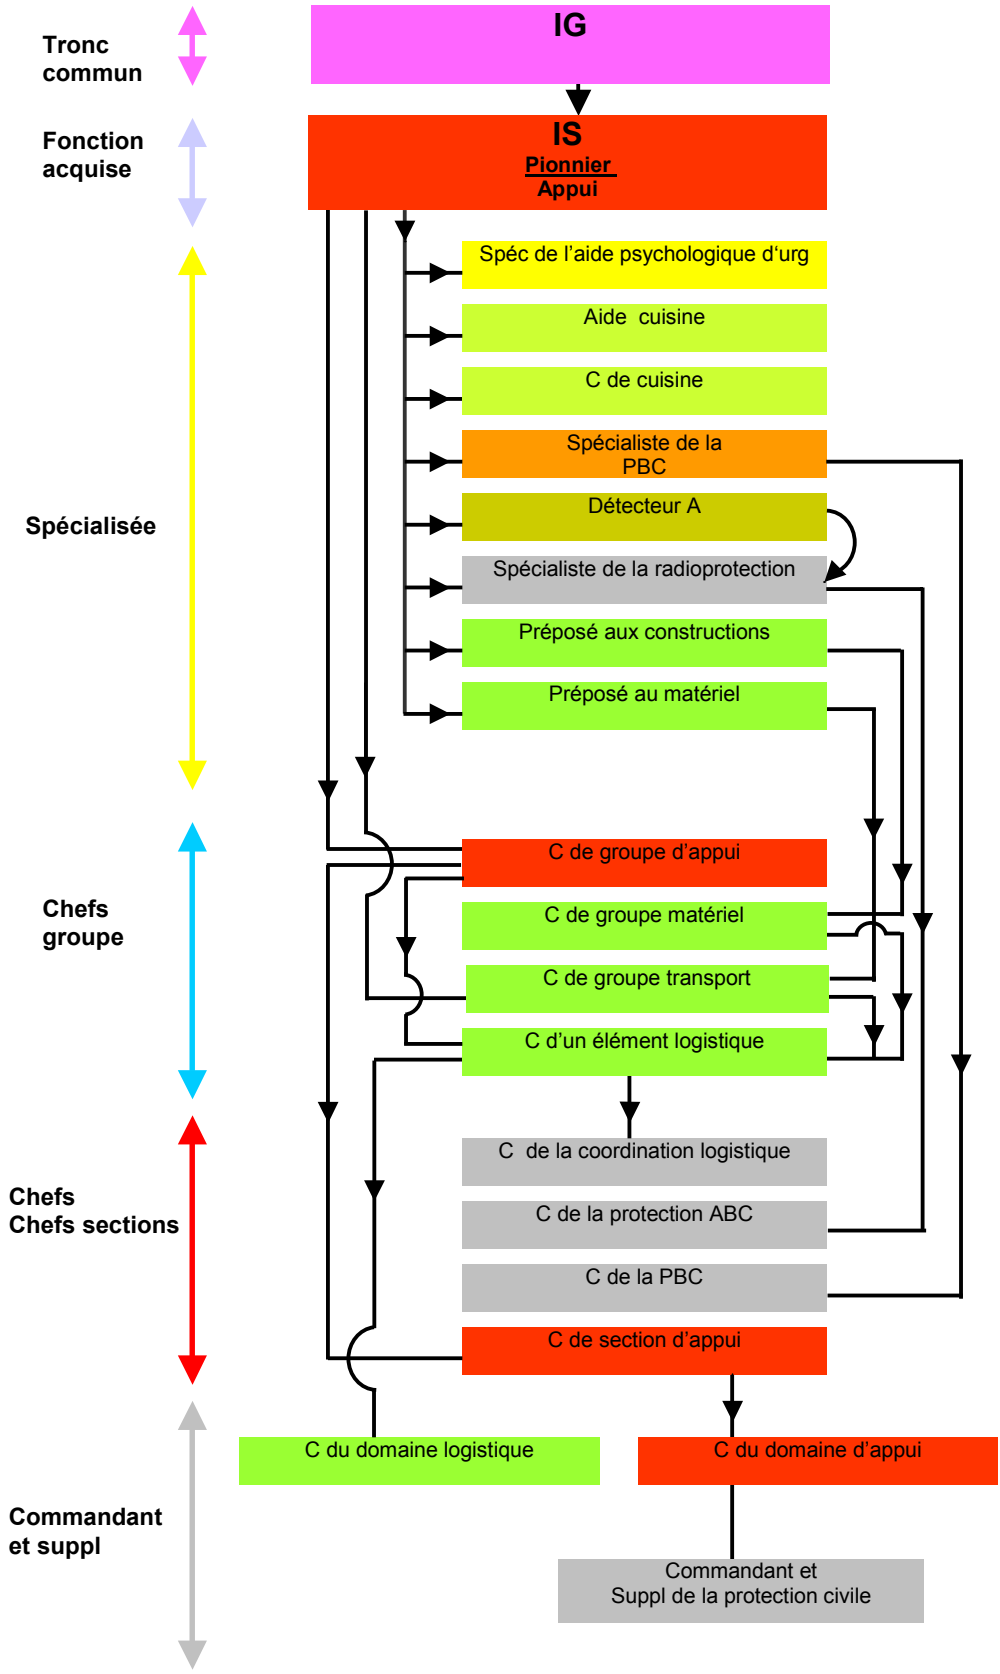 Tronc
commun
IG
Fonction
acquise
IS
Pionnier
Appui
Spécialisée
Spéc de l’aide psychologique d‘urg
Aide  cuisine
C de cuisine
Spécialiste de la
PBC
Détecteur A
Spécialiste de la radioprotection
Préposé aux constructions
Préposé au matériel
Chefs
groupe
C de groupe d’appui
C de groupe matériel
C de groupe transport
C d’un élément logistique
Chefs
Chefs sections
C  de la coordination logistique
C de la protection ABC
C de la PBC
C de section d’appui
Commandant
et suppl
C du domaine logistique
C du domaine d’appui
Commandant et
Suppl de la protection civile